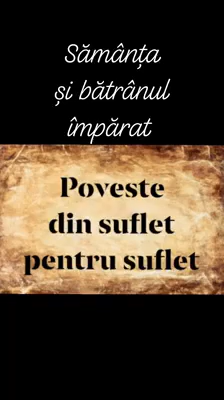 Sămânța
și bătrânul
împărat
Poveste
din suflet
pentru suflet